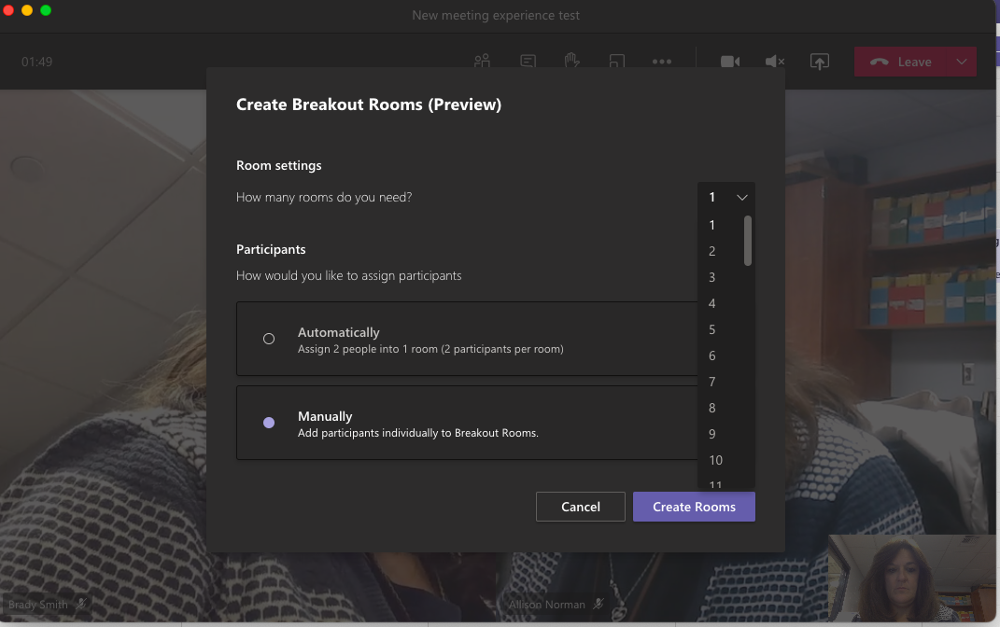 New meeting experience test
01:49
Leave
Create Breakout Rooms (Preview)
Room settings
How many rooms do you need?
1
1
2
3
4
5
6
7
8
9
10
11
Participants
How would you like to assign participants
Automatically
Assign 2 people into 1 room (2 participants per room)
Manually
Add participants individually to Breakout Rooms.
Cancel
Create Rooms
Brady Smith
Allison Norman